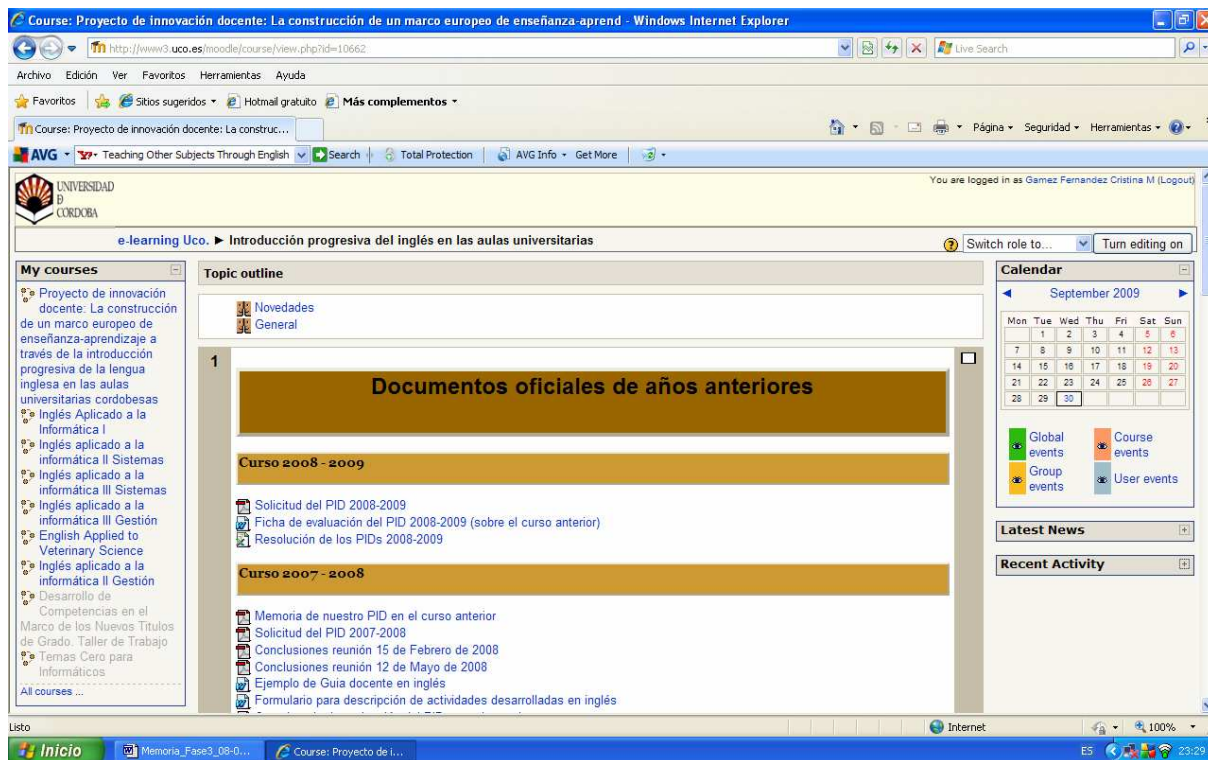 Course: Proyecto de innovación docente: La construcción de un marco europeo de enseñanza-aprend - Windows Internet Explorer
http://www3.uco.es/moodle/course/view.php?id=10662
Live Search
Archivo Edición Ver Favoritos Herramientas Ayuda
Favoritos Sitios sugeridos Hotmail gratuito Más complementos
Course: Proyecto de innovación docente: La construc...
Página Seguridad Herramientas
AVG Teaching Other Subjects Through English Search Total Protection AVG Info Get More
UNIVERSIDAD
Ð
CORDOBA
You are logged in as Gamez Fernandez Cristina M (Logout)
e-learning Uco. ► Introducción progresiva del inglés en las aulas universitarias
Switch role to... Turn editing on
My courses
Proyecto de innovación
docente: La construcción
de un marco europeo de
enseñanza-aprendizaje a
través de la introducción
progresiva de la lengua
inglesa en las aulas
universitarias cordobesas
Inglés Aplicado a la
Informática I
Inglés aplicado a la
informática II Sistemas
Inglés aplicado a la
informática III Sistemas
Inglés aplicado a la
informática III Gestión
English Applied to
Veterinary Science
Inglés aplicado a la
informática II Gestión
Desarrollo de
Competencias en el
Marco de los Nuevos Titulos
de Grado. Taller de Trabajo
Temas Cero para
Informáticos
All courses ...
Topic outline
Novedades
General
1
Documentos oficiales de años anteriores
Curso 2008 - 2009
Solicitud del PID 2008-2009
Ficha de evaluación del PID 2008-2009 (sobre el curso anterior)
Resolución de los PIDs 2008-2009
Curso 2007 - 2008
Memoria de nuestro PID en el curso anterior
Solicitud del PID 2007-2008
Conclusiones reunión 15 de Febrero de 2008
Conclusiones reunión 12 de Mayo de 2008
Ejemplo de Guia docente en inglés
Formulario para descripción de actividades desarrolladas en inglés
Calendar
◄ September 2009 ►
Mon Tue Wed Thu Fri Sat Sun
1 2 3 4 5 6
7 8 9 10 11 12 13
14 15 16 17 18 19 20
21 22 23 24 25 26 27
28 29 30
Global events
Course events
Group events
User events
Latest News
Recent Activity
Listo Internet 100%
Inicio Memoria_Fase3_08-0... Course: Proyecto de i... ES 23:29